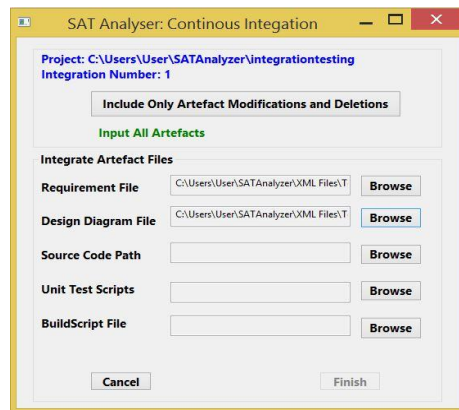 SAT Analyser: Continous Integation
Project: C:\Users\User\SATAnalyzer\integrationtesting
Integration Number: 1
Include Only Artefact Modifications and Deletions
Input All Artefacts
Integrate Artefact Files
Requirement File C:\Users\User\SATAnalyzer\XML Files\T Browse
Design Diagram File C:\Users\User\SATAnalyzer\XML Files\T Browse
Source Code Path Browse
Unit Test Scripts Browse
BuildScript File Browse
Cancel Finish